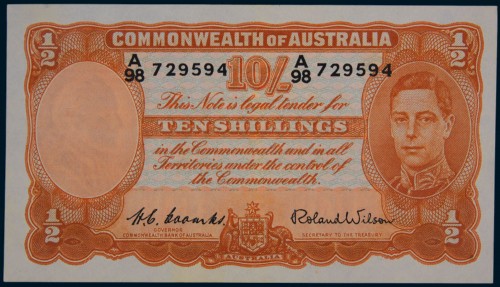 ½ COMMONWEALTH OF AUSTRALIA ½
A/98 729594 10/- A/98 729594
This Note is legal tender for
TEN SHILLINGS
in the Commonwealth and in all
Territories under the control of
the Commonwealth.
½ H. C. Coombs Roland Wilson ½
GOVERNOR SECRETARY TO THE TREASURY
COMMONWEALTH BANK OF AUSTRALIA
AUSTRALIA